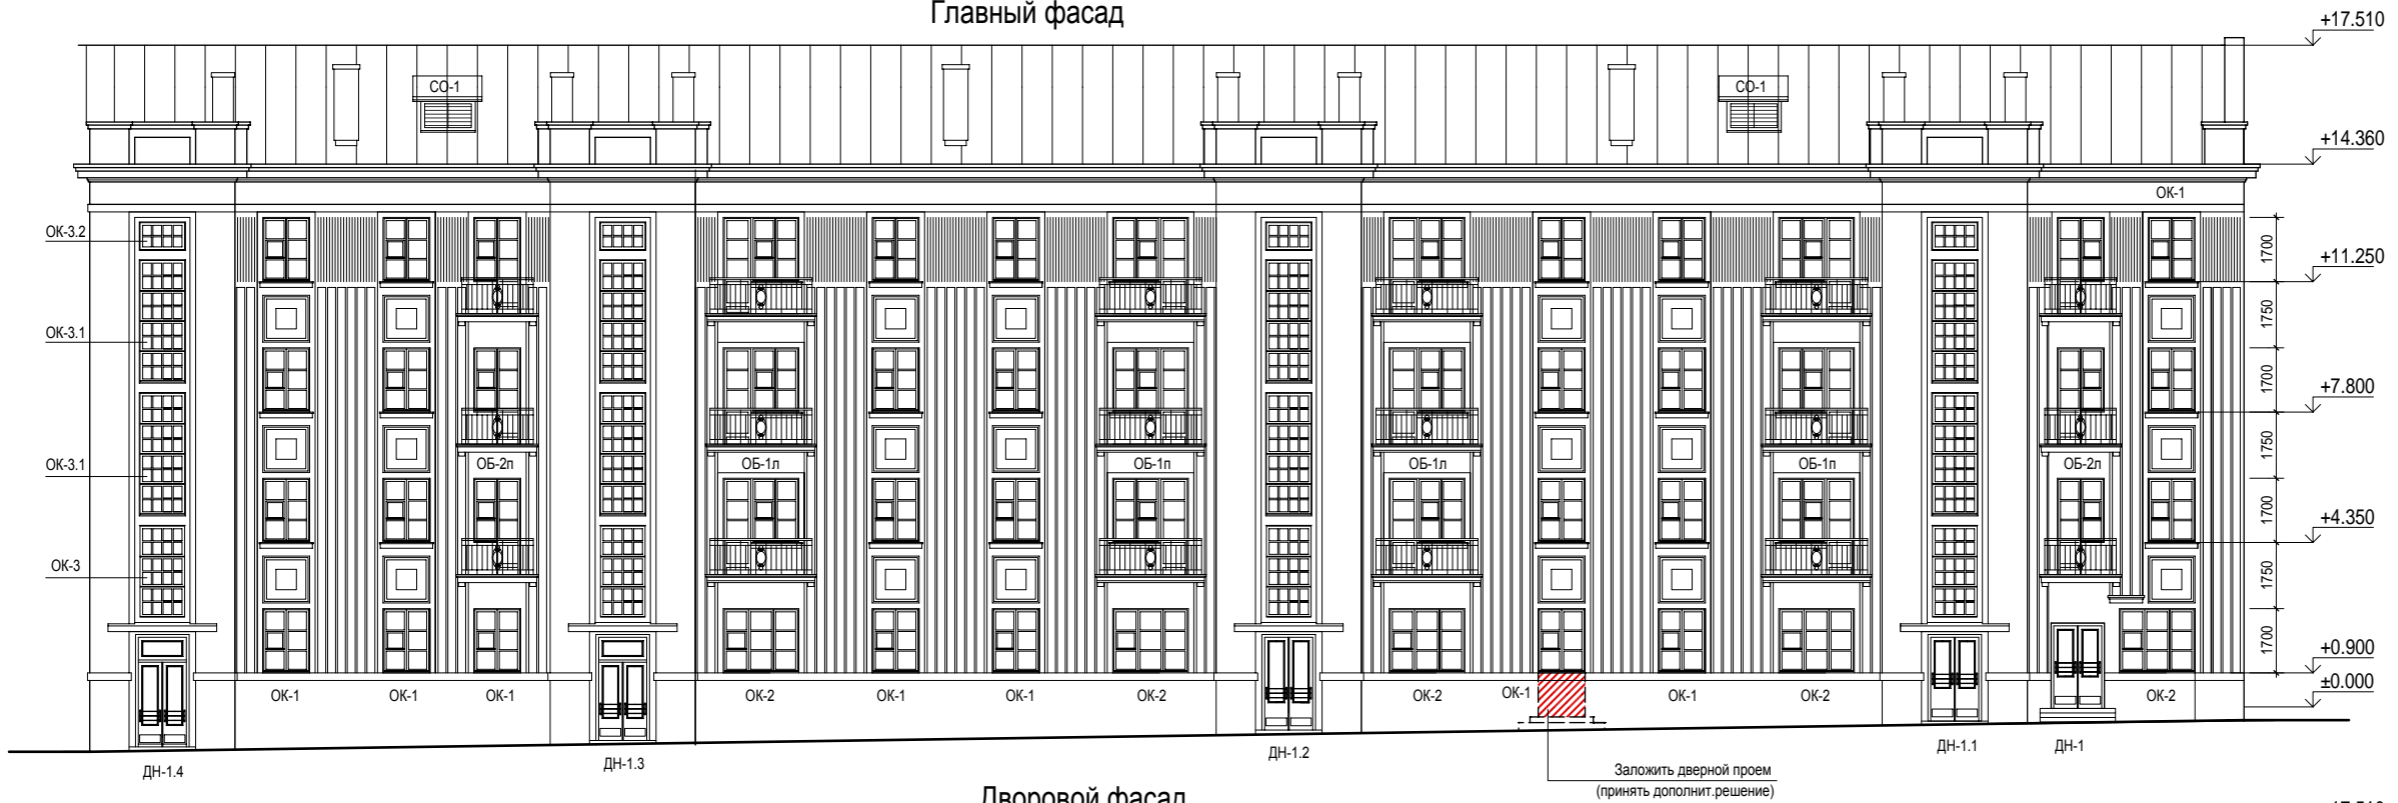 Главный фасад
+17.510
СО-1
СО-1
+14.360
ОК-1
ОК-3.2
1700
+11.250
1750
ОК-3.1
1700
+7.800
1750
ОК-3.1
ОБ-2п
ОБ-1л
ОБ-1п
ОБ-1л
ОБ-1п
ОБ-2л
1700
+4.350
1750
ОК-3
1700
+0.900
±0.000
ОК-1
ОК-1
ОК-1
ОК-2
ОК-1
ОК-1
ОК-2
ОК-2
ОК-1
ОК-1
ОК-2
ОК-2
ДН-1.4
ДН-1.3
ДН-1.2
ДН-1.1
ДН-1
Заложить дверной проем
(принять дополнит.решение)
Дворовой фасад